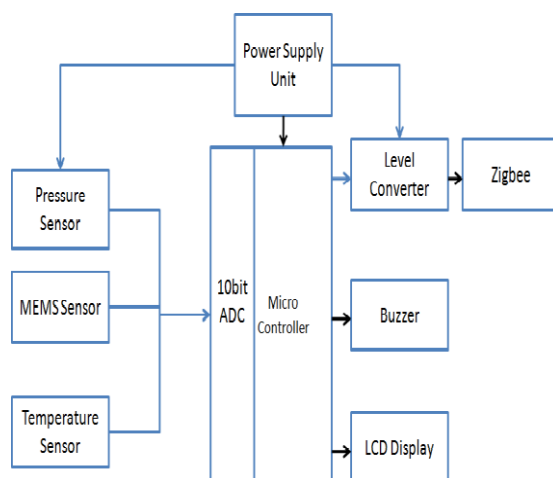 Power Supply
Unit
Level
Converter
Zigbee
Pressure
Sensor
MEMS Sensor
10bit
ADC
Micro
Controller
Buzzer
Temperature
Sensor
LCD Display